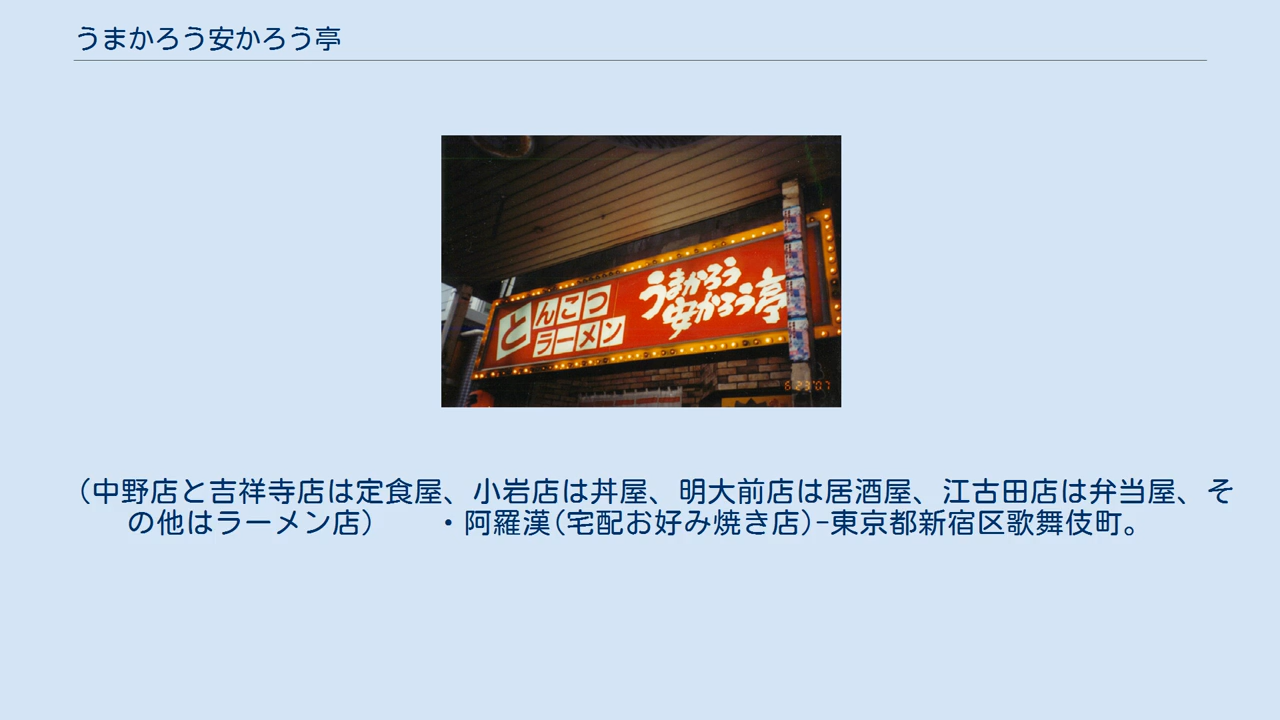 うまかろう安かろう亭
とんこつ
ラーメン
うまかろう
安かろう亭
6 23 '07
（中野店と吉祥寺店は定食屋、小岩店は丼屋、明大前店は居酒屋、江古田店は弁当屋、そ
の他はラーメン店）　　・阿羅漢(宅配お好み焼き店)-東京都新宿区歌舞伎町。